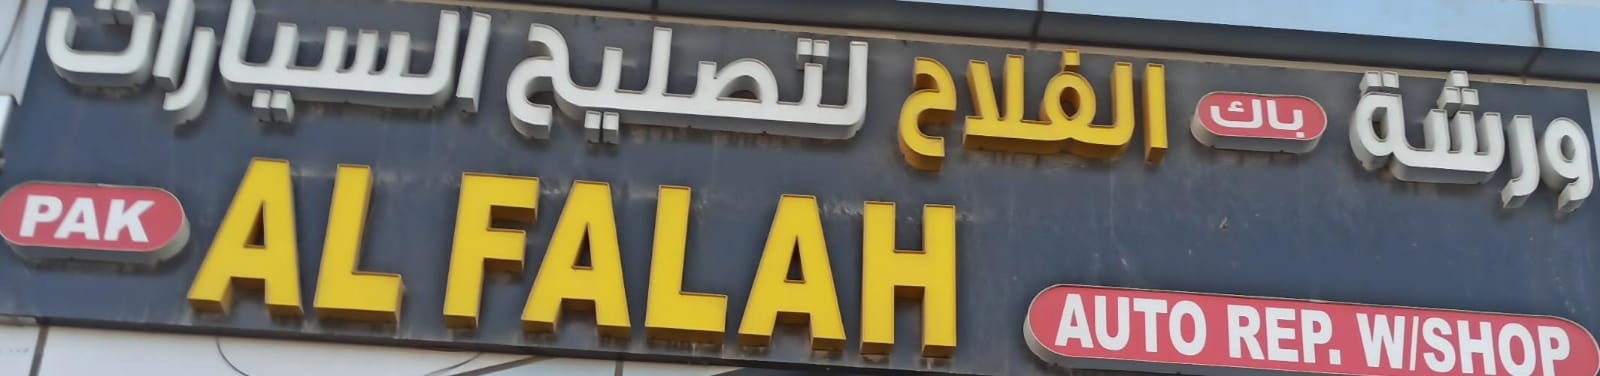 ورشة باك الفلاح لتصليح السيارات
PAK AL FALAH
AUTO REP. W/SHOP